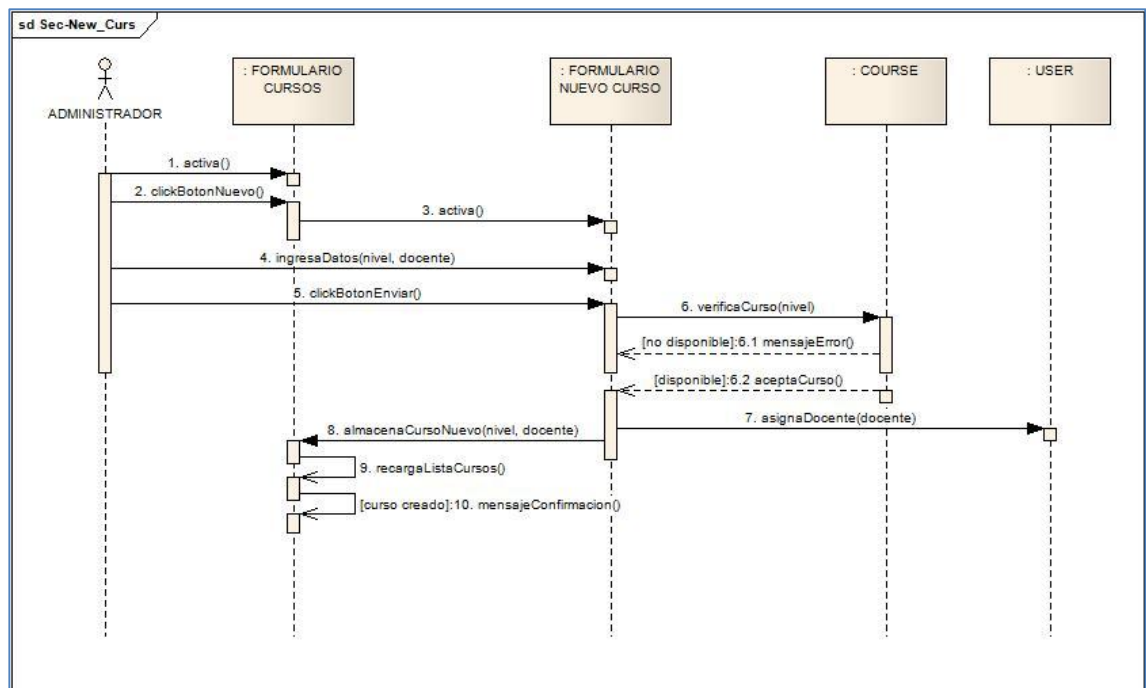 sd Sec-New_Curs
: FORMULARIO
CURSOS
: FORMULARIO
NUEVO CURSO
: COURSE
: USER
ADMINISTRADOR
1. activa()
2. clickBotonNuevo()
3. activa()
4. ingresaDatos(nivel, docente)
5. clickBotonEnviar()
6. verificaCurso(nivel)
[no disponible]:6.1 mensajeError()
[disponible]:6.2 aceptaCurso()
7. asignaDocente(docente)
8. almacenaCursoNuevo(nivel, docente)
9. recargaListaCursos()
[curso creado]:10. mensajeConfirmacion()